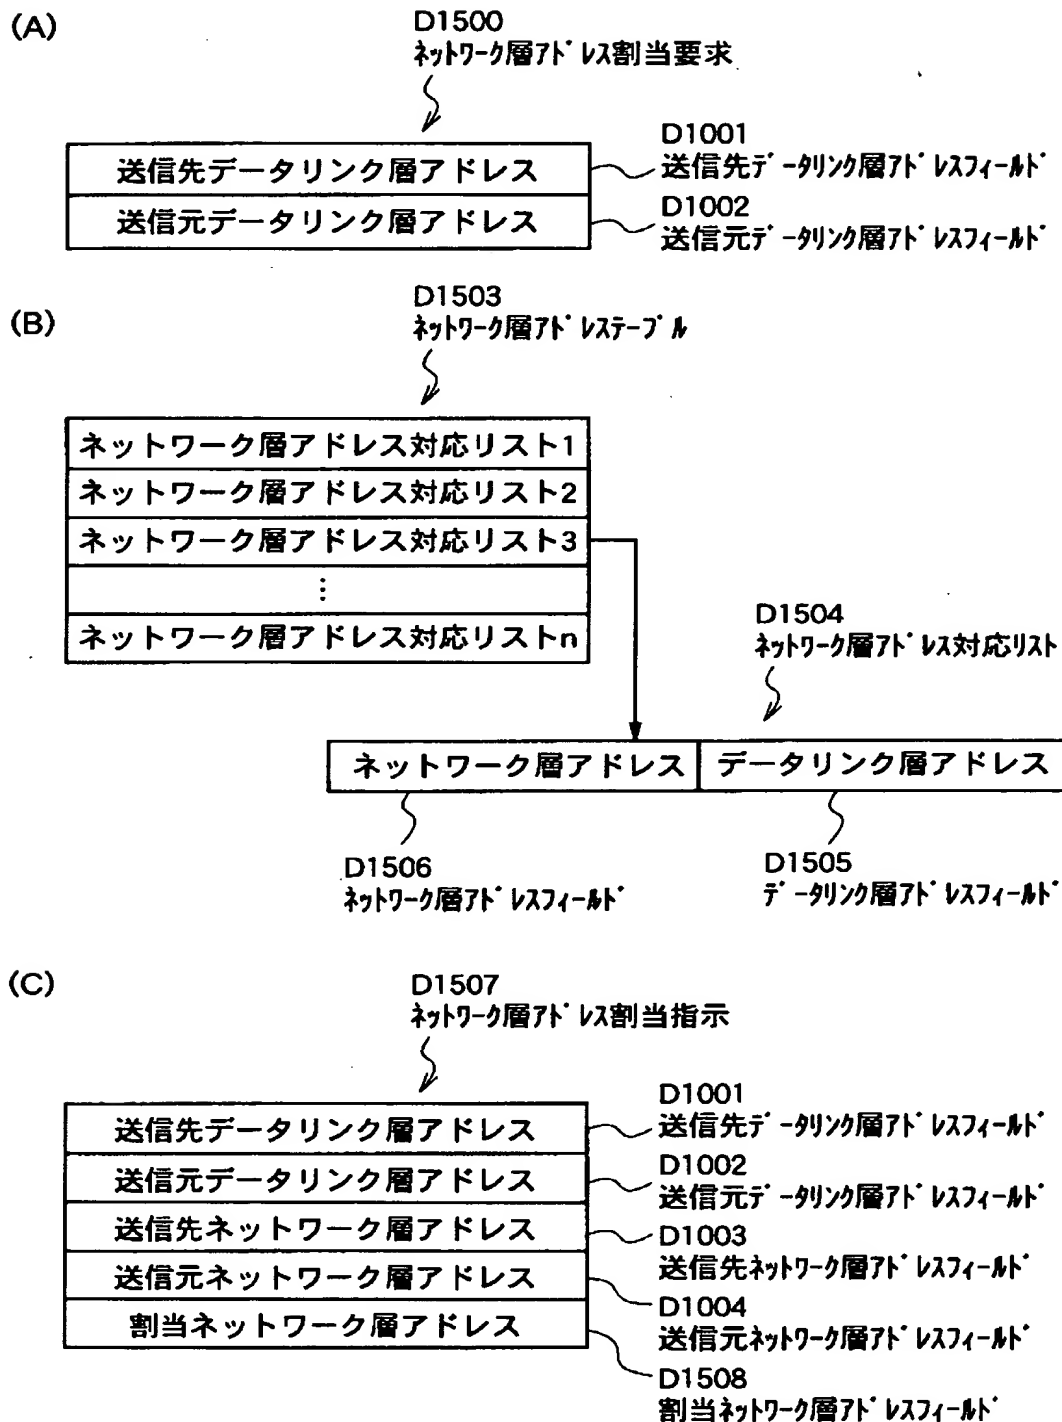 (A)
D1500
ネットワーク層アドレス割当要求
送信先データリンク層アドレス
D1001
送信先データリンク層アドレスフィールド
送信元データリンク層アドレス
D1002
送信元データリンク層アドレスフィールド
(B)
D1503
ネットワーク層アドレステーブル
ネットワーク層アドレス対応リスト1
ネットワーク層アドレス対応リスト2
ネットワーク層アドレス対応リスト3
⋮
ネットワーク層アドレス対応リストn
D1504
ネットワーク層アドレス対応リスト
ネットワーク層アドレス
データリンク層アドレス
D1506
ネットワーク層アドレスフィールド
D1505
データリンク層アドレスフィールド
(C)
D1507
ネットワーク層アドレス割当指示
送信先データリンク層アドレス
D1001
送信先データリンク層アドレスフィールド
送信元データリンク層アドレス
D1002
送信元データリンク層アドレスフィールド
送信先ネットワーク層アドレス
D1003
送信先ネットワーク層アドレスフィールド
送信元ネットワーク層アドレス
D1004
送信元ネットワーク層アドレスフィールド
割当ネットワーク層アドレス
D1508
割当ネットワーク層アドレスフィールド